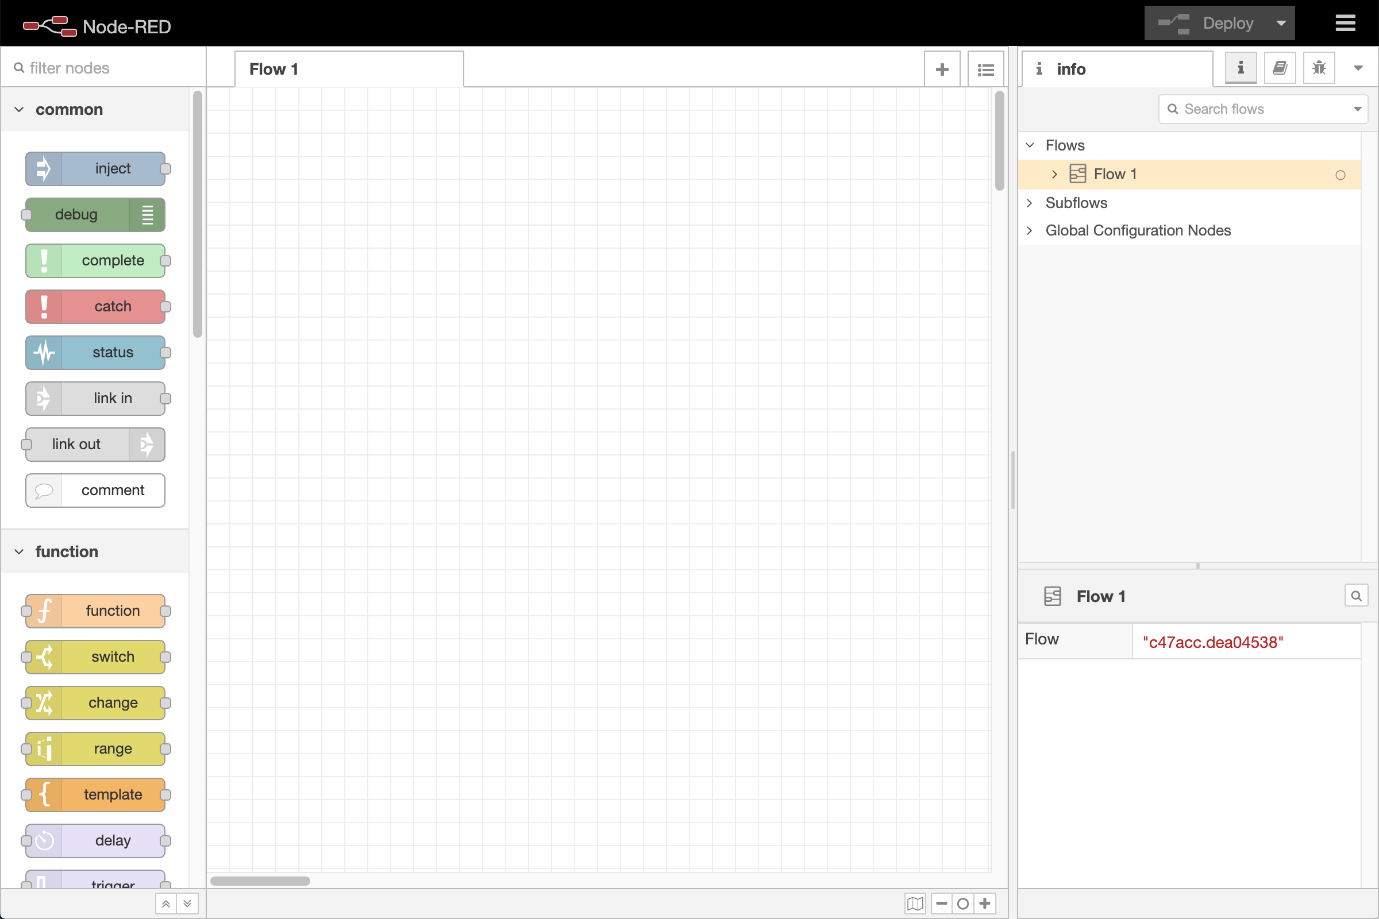 Node-RED
Deploy
filter nodes
Flow 1
info
common
Search flows
inject
debug
complete
catch
status
link in
link out
comment
function
function
switch
change
range
template
delay
trigger
Flows
Flow 1
Subflows
Global Configuration Nodes
Flow 1
Flow
"c47acc.dea04538"